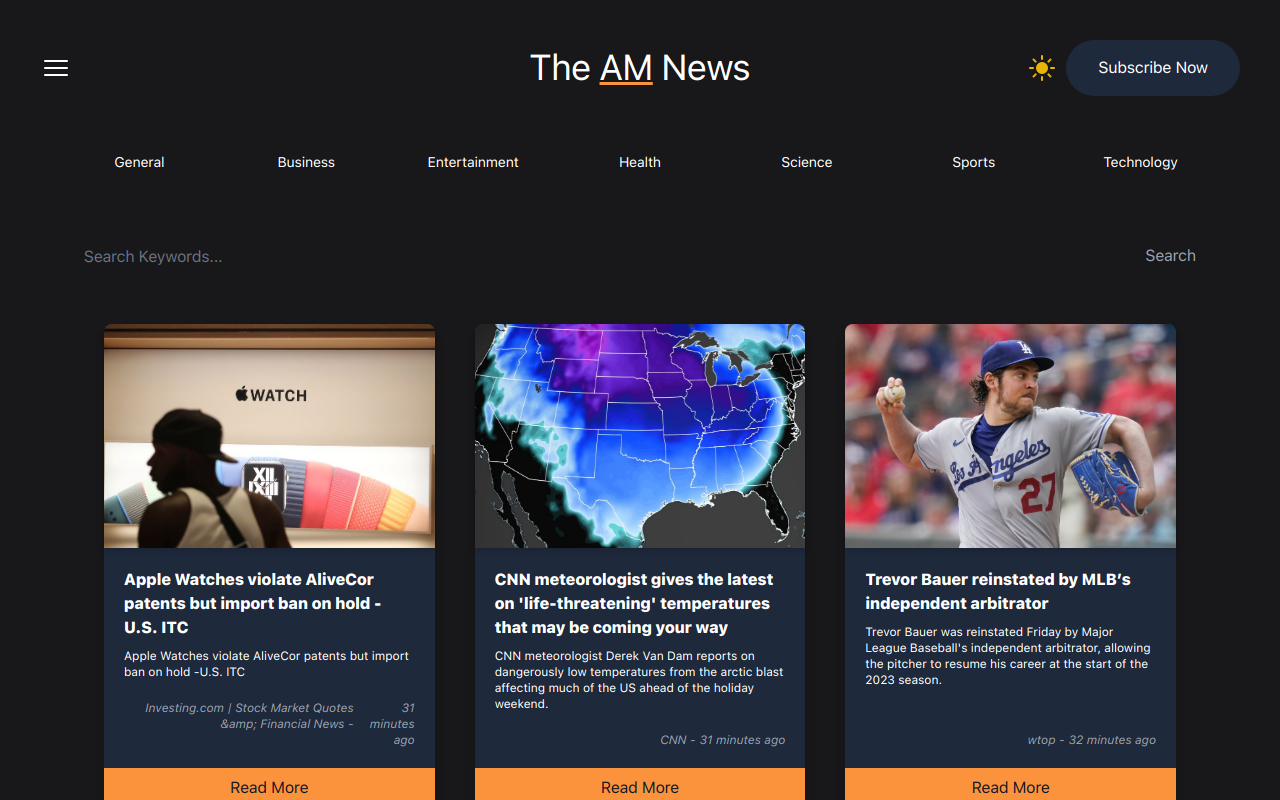 The AM News
Subscribe Now
General
Business
Entertainment
Health
Science
Sports
Technology
Search Keywords...
Search
WATCH
Apple Watches violate AliveCor
patents but import ban on hold -
U.S. ITC
Apple Watches violate AliveCor patents but import
ban on hold -U.S. ITC
Investing.com | Stock Market Quotes
&amp;amp; Financial News -
31
minutes
ago
Read More
CNN meteorologist gives the latest
on 'life-threatening' temperatures
that may be coming your way
CNN meteorologist Derek Van Dam reports on
dangerously low temperatures from the arctic blast
affecting much of the US ahead of the holiday
weekend.
CNN - 31 minutes ago
Read More
LA
Los Angeles
27
Trevor Bauer reinstated by MLB’s
independent arbitrator
Trevor Bauer was reinstated Friday by Major
League Baseball's independent arbitrator, allowing
the pitcher to resume his career at the start of the
2023 season.
wtop - 32 minutes ago
Read More